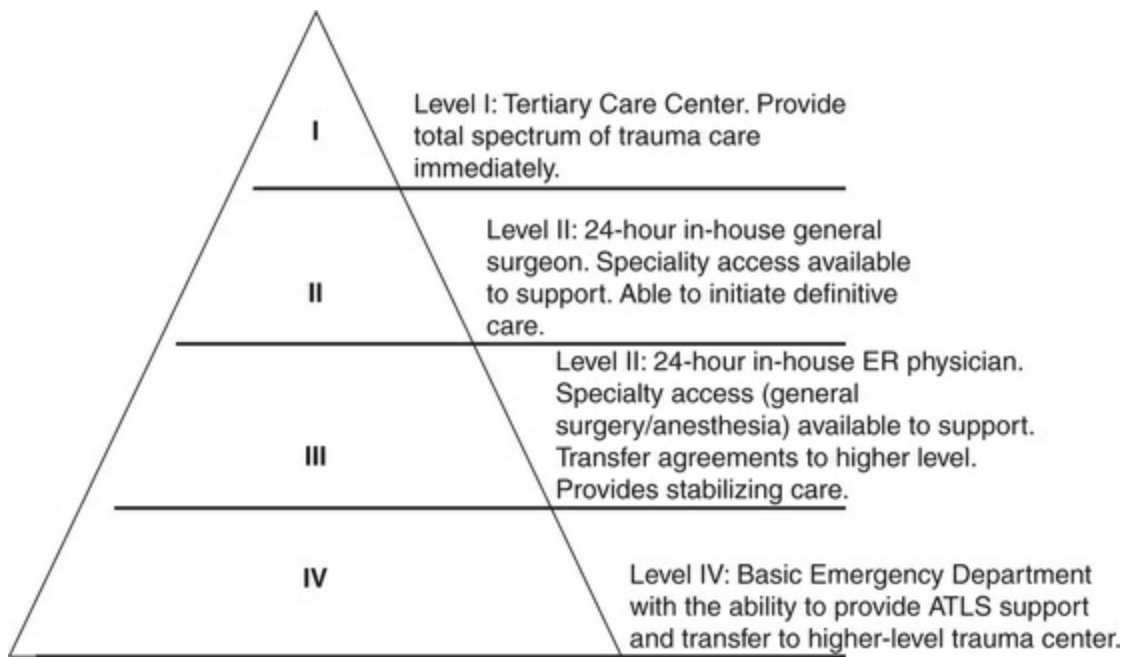 I
Level I: Tertiary Care Center. Provide
total spectrum of trauma care
immediately.
II
Level II: 24-hour in-house general
surgeon. Speciality access available
to support. Able to initiate definitive
care.
III
Level II: 24-hour in-house ER physician.
Specialty access (general
surgery/anesthesia) available to support.
Transfer agreements to higher level.
Provides stabilizing care.
IV
Level IV: Basic Emergency Department
with the ability to provide ATLS support
and transfer to higher-level trauma center.